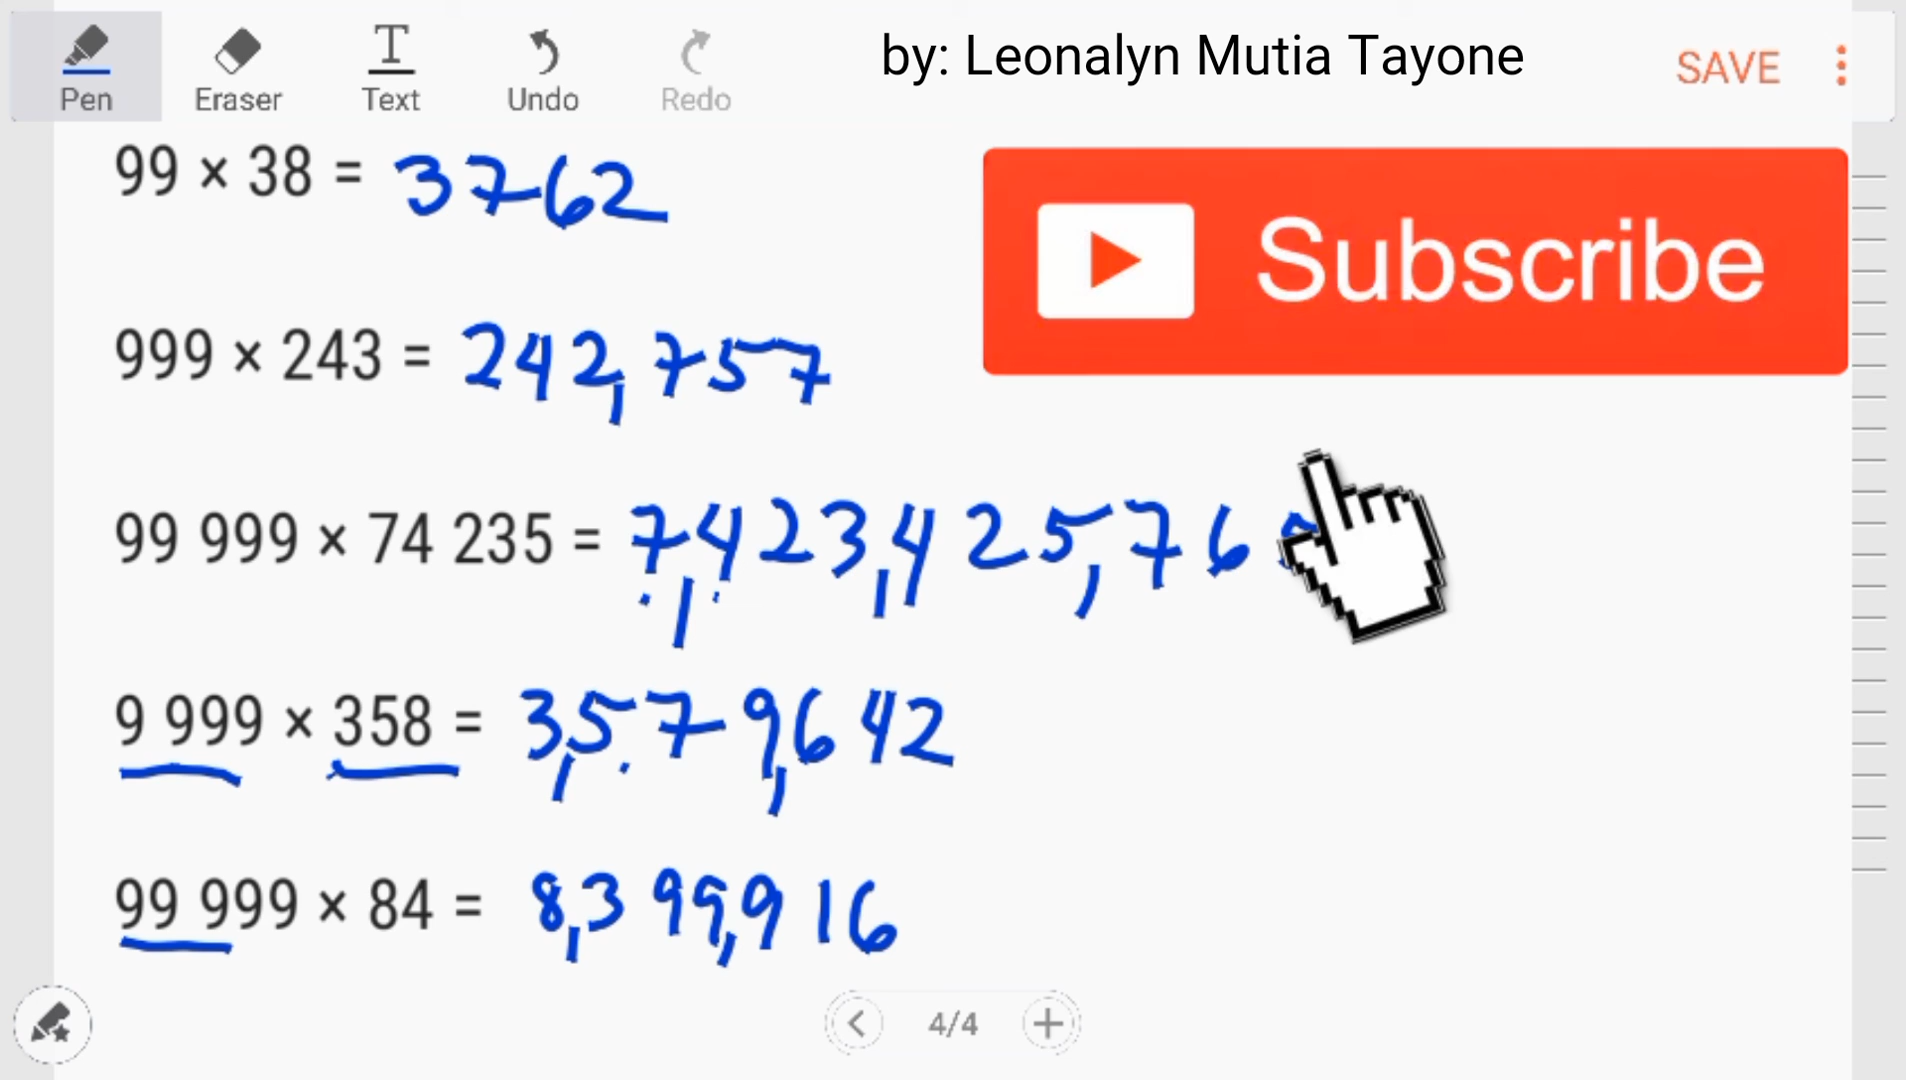 by: Leonalyn Mutia Tayone
Pen Eraser Text Undo Redo SAVE
99 × 38 = 3762
Subscribe
999 × 243 = 242,757
99 999 × 74 235 = 7,423,425,76
9 999 × 358 = 3,579,642
99 999 × 84 = 8,399,916
4/4